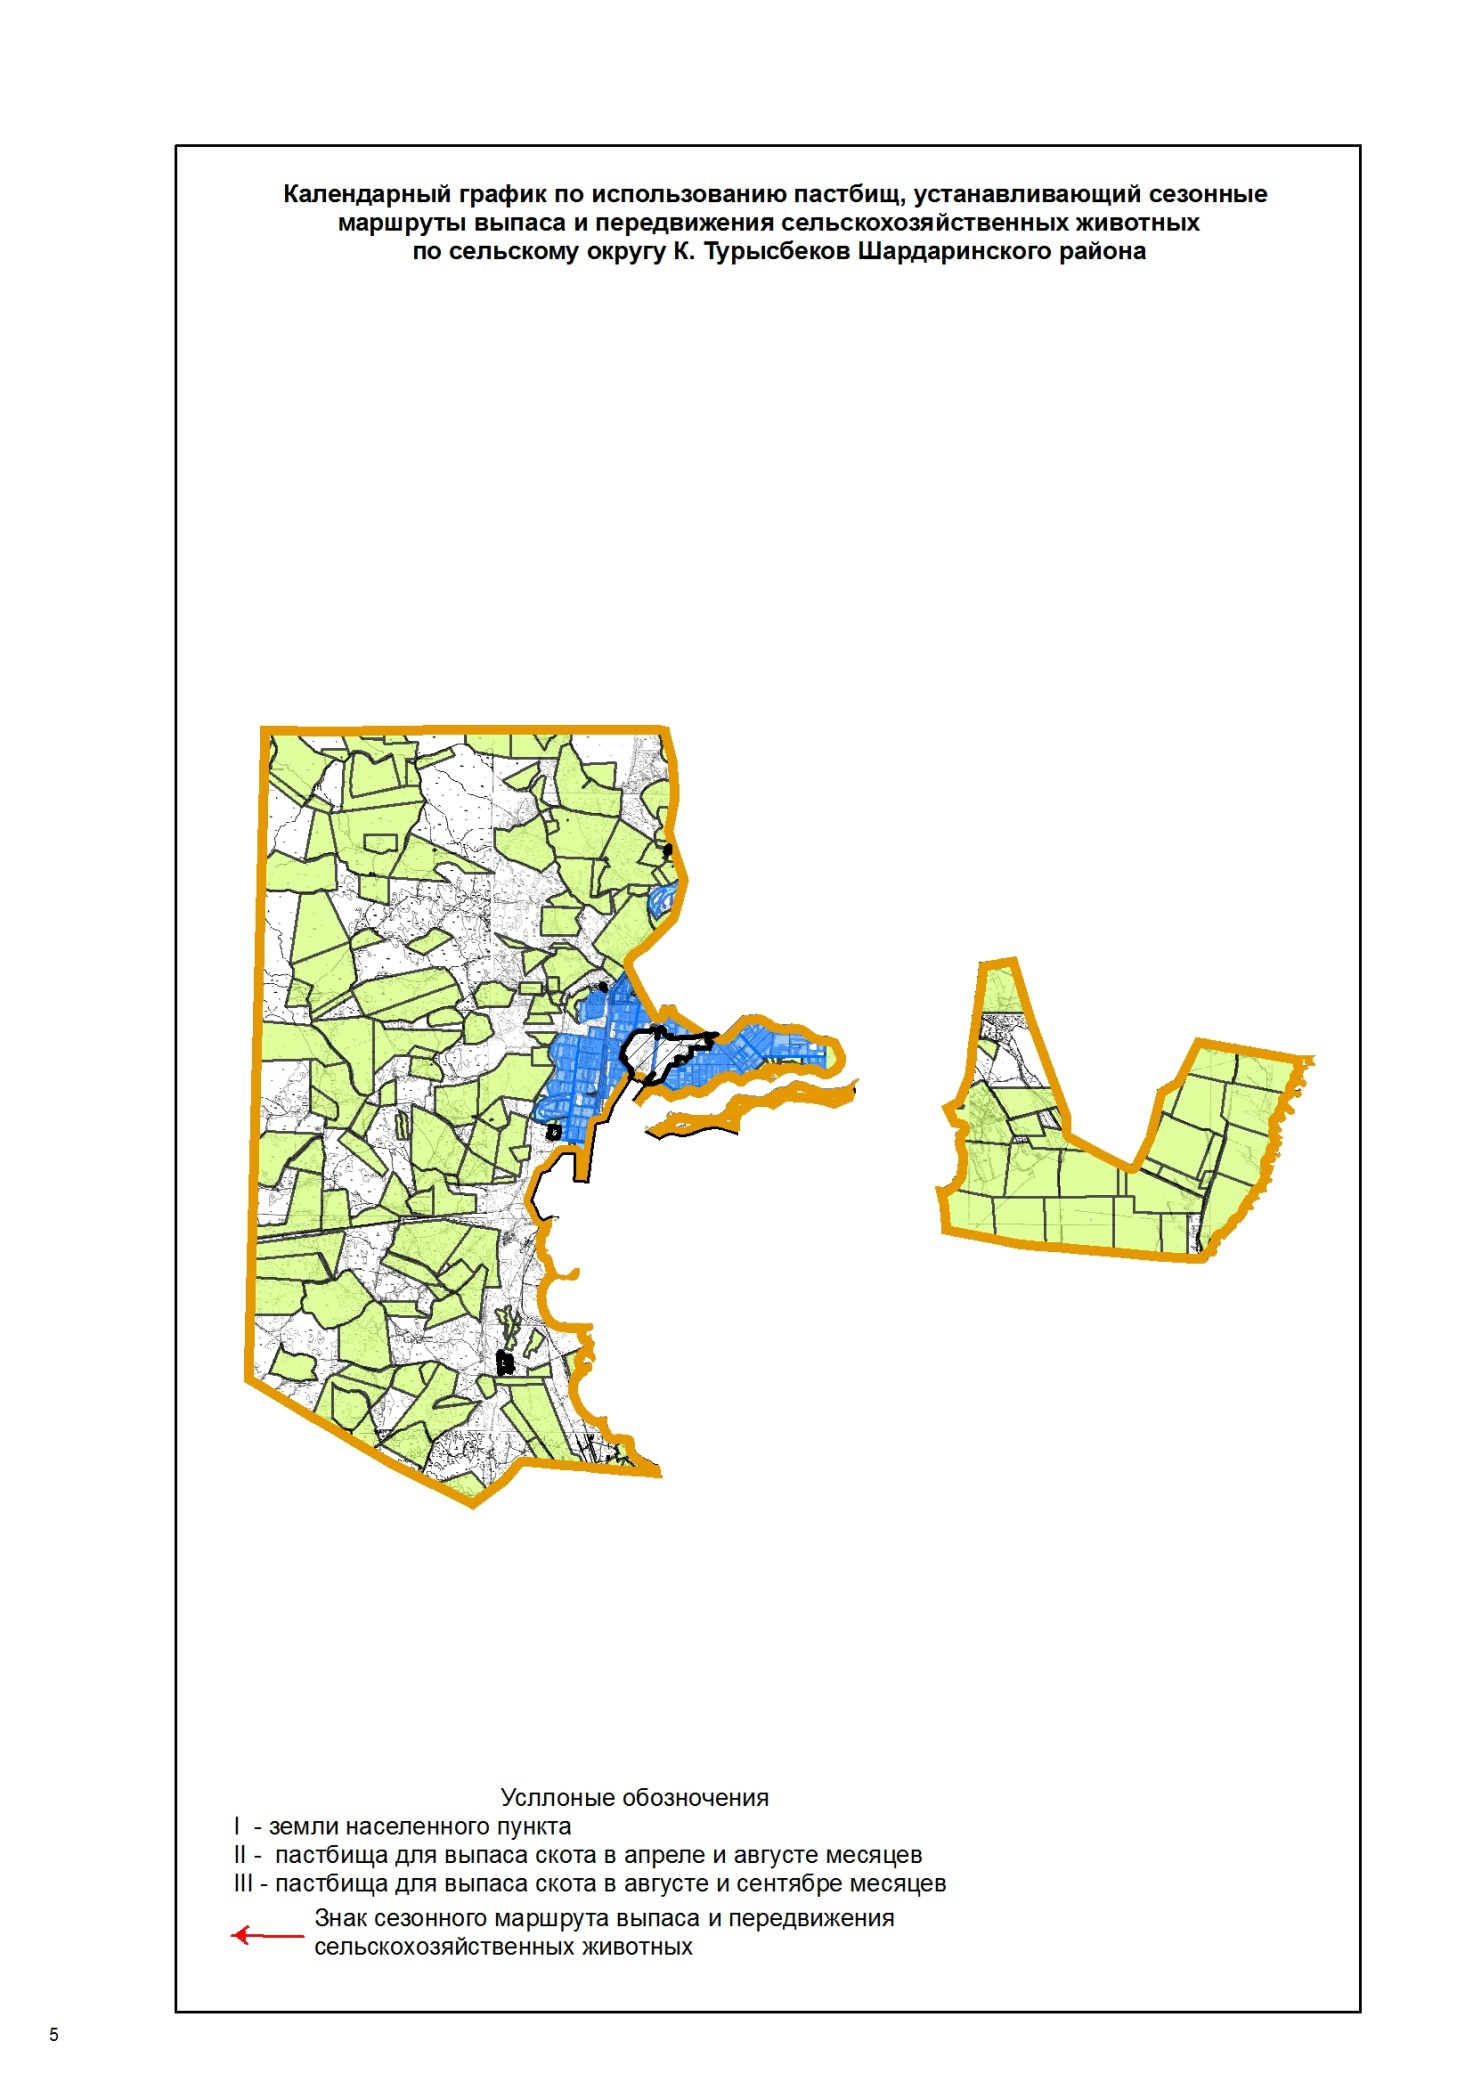 Календарный график по использованию пастбищ, устанавливающий сезонные
маршруты выпаса и передвижения сельскохозяйственных животных
по сельскому округу К. Турысбеков Шардаринского района
Усллоные обозночения
I - земли населенного пункта
II - пастбища для выпаса скота в апреле и августе месяцев
III - пастбища для выпаса скота в августе и сентябре месяцев
Знак сезонного маршрута выпаса и передвижения
сельскохозяйственных животных
5